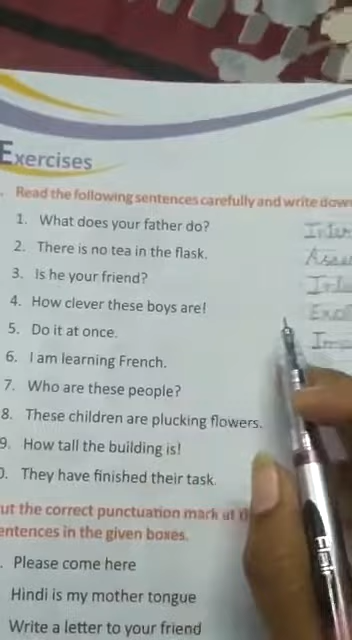 Exercises
Read the following sentences carefully and write down
1. What does your father do?
2. There is no tea in the flask.
3. Is he your friend?
4. How clever these boys are!
5. Do it at once.
6. I am learning French.
7. Who are these people?
8. These children are plucking flowers.
9. How tall the building is!
0. They have finished their task.
ut the correct punctuation mark at
entences in the given boxes.
. Please come here
Hindi is my mother tongue
Write a letter to your friend
Flair